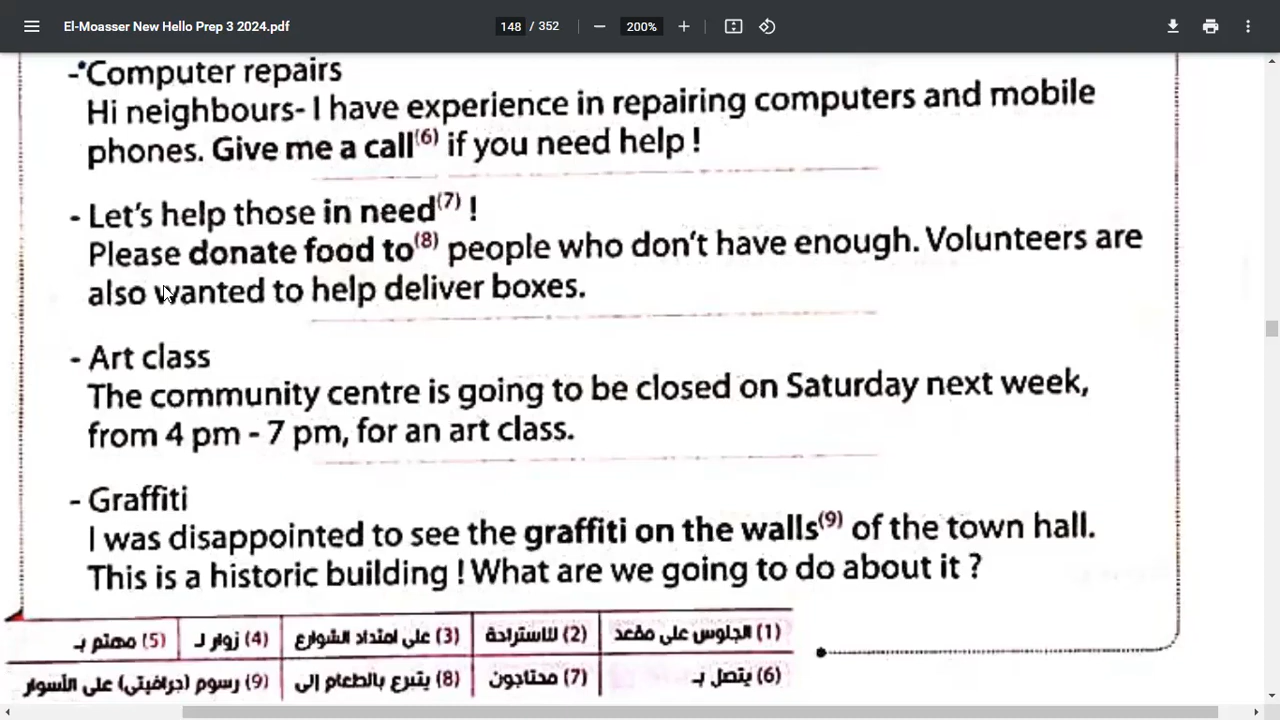 El-Moasser New Hello Prep 3 2024.pdf
148 / 352
200%
-Computer repairs
Hi neighbours- I have experience in repairing computers and mobile
phones. Give me a call(6) if you need help !
- Let's help those in need(7) !
Please donate food to(8) people who don't have enough. Volunteers are
also wanted to help deliver boxes.
- Art class
The community centre is going to be closed on Saturday next week,
from 4 pm - 7 pm, for an art class.
- Graffiti
I was disappointed to see the graffiti on the walls(9) of the town hall.
This is a historic building ! What are we going to do about it ?
(1) الجلوس على مقعد (2) للاستراحة (3) على امتداد الشوارع (4) زوار لـ (5) مهتم بـ
(6) يتصل بـ (7) محتاجون (8) يتبرع بالطعام إلى (9) رسوم (جرافيتي) على الأسوار